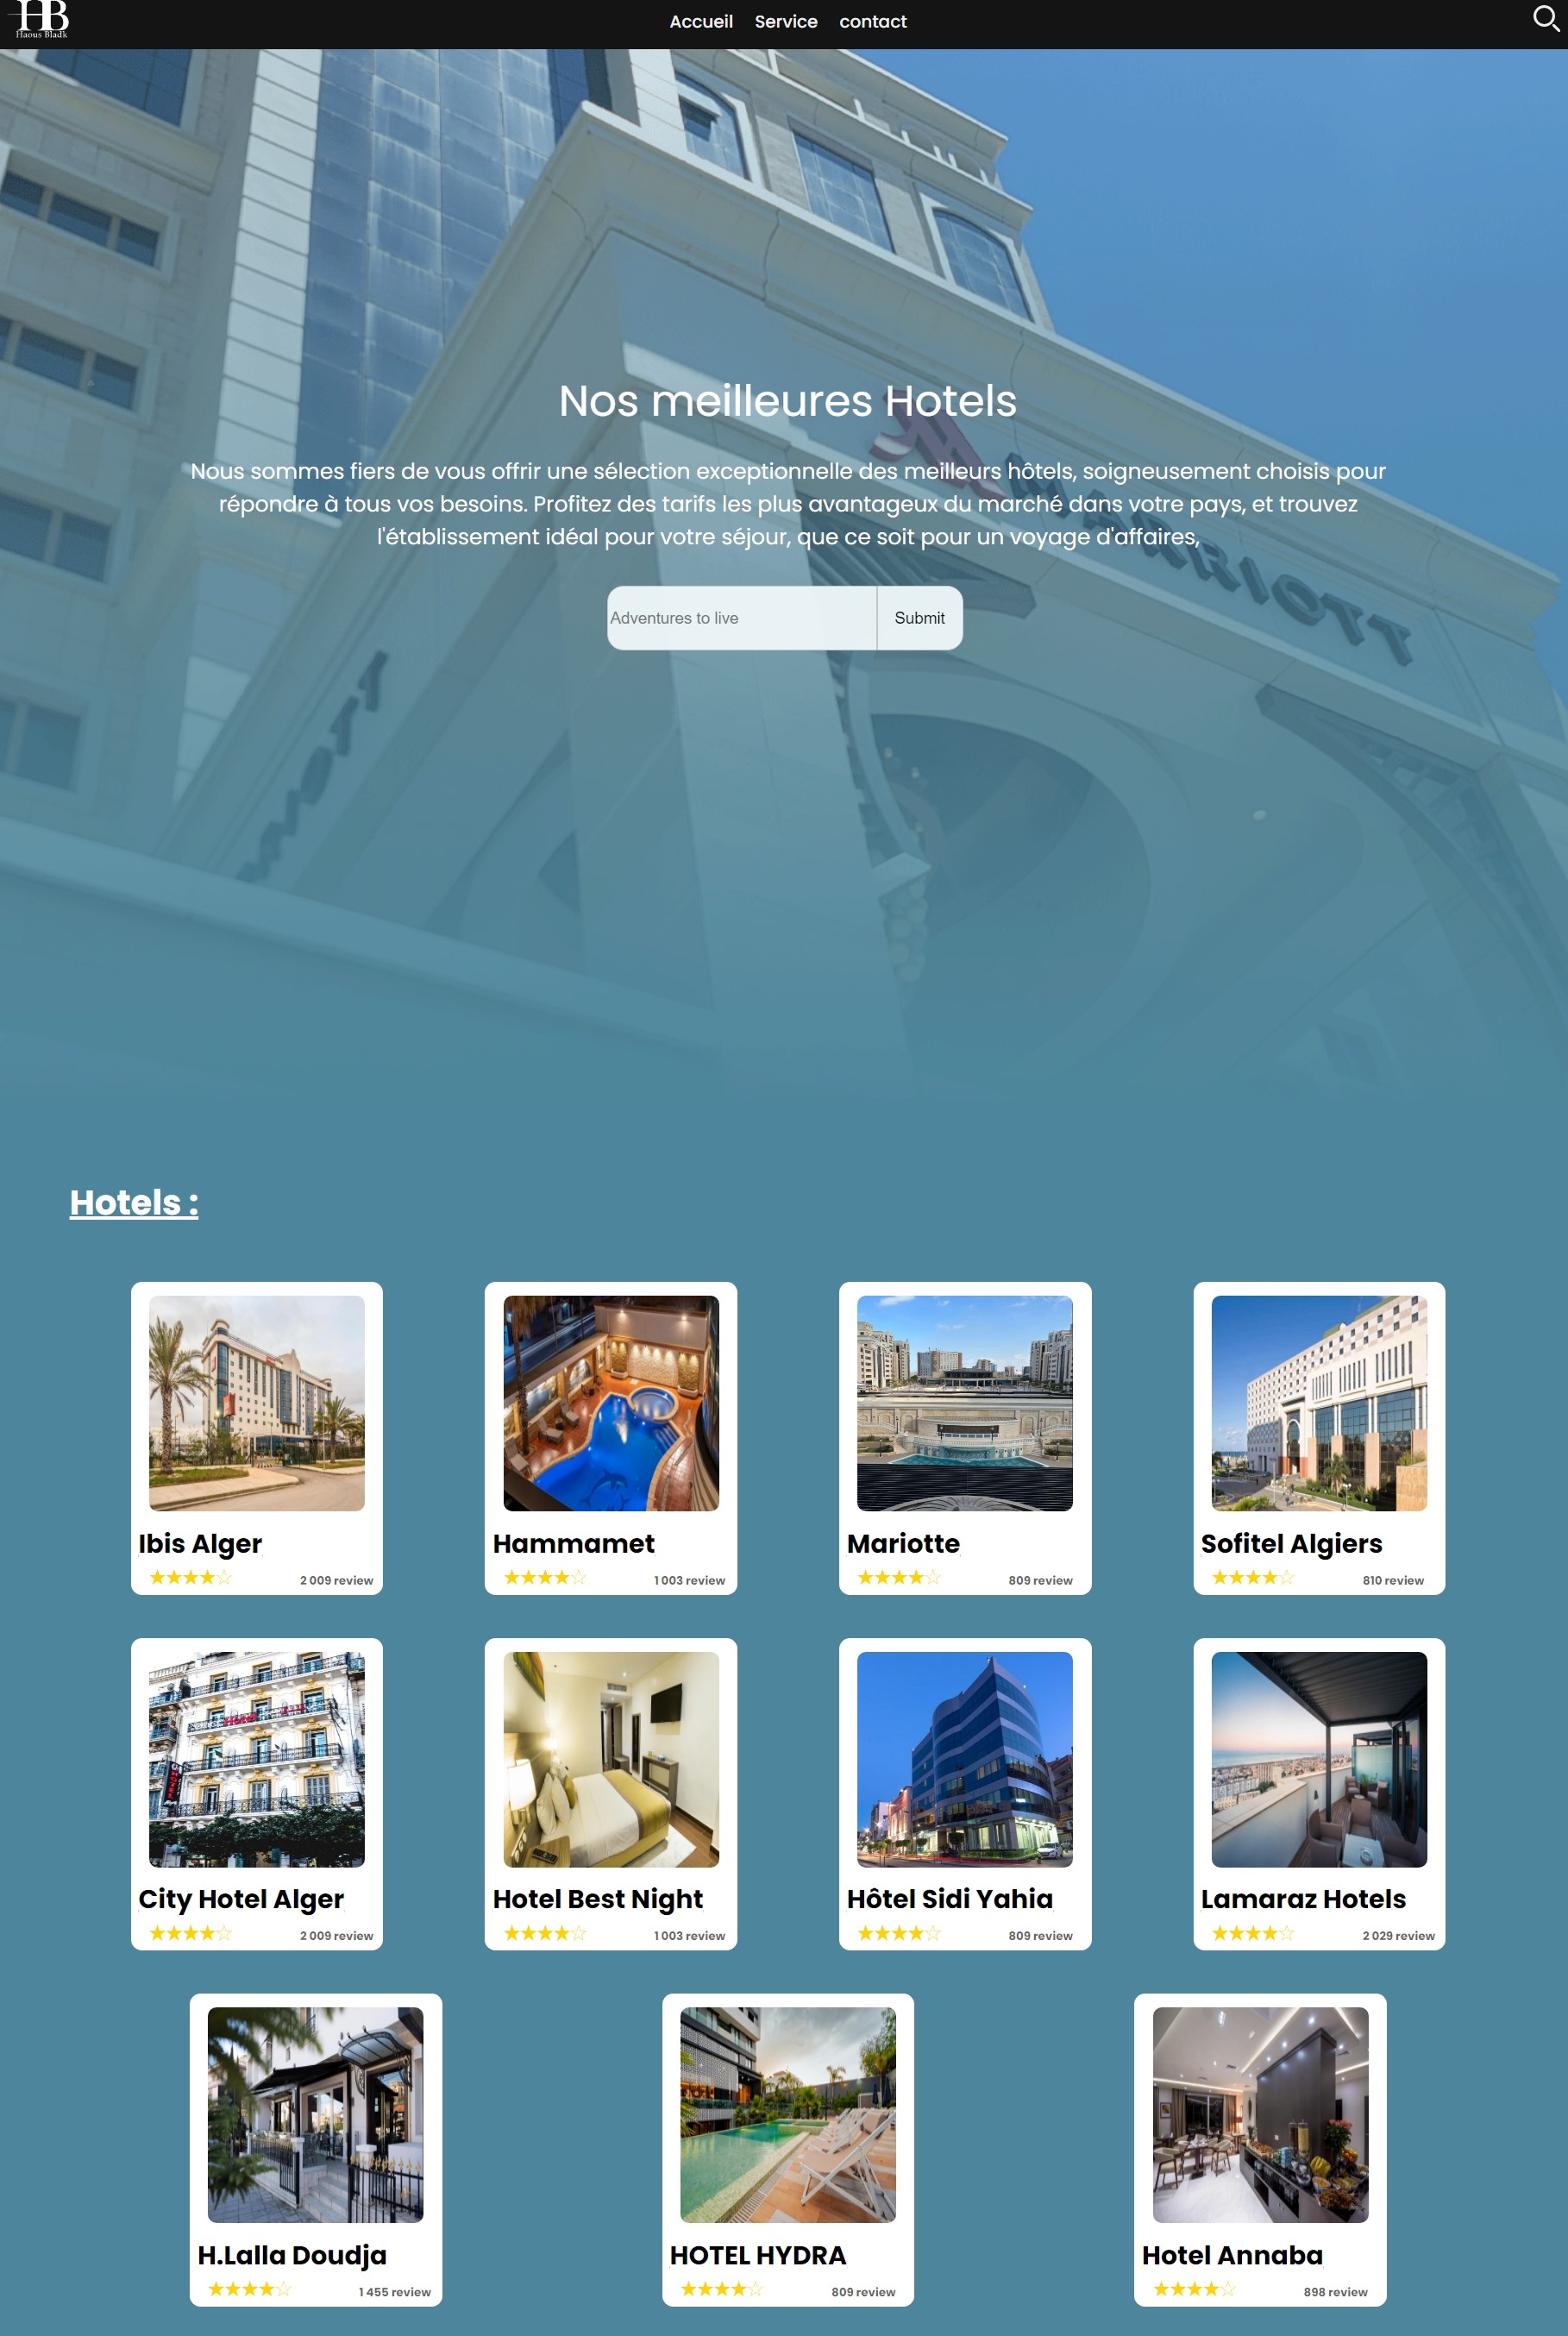 HB
Haous Bladk
Accueil Service contact
Nos meilleures Hotels
Nous sommes fiers de vous offrir une sélection exceptionnelle des meilleurs hôtels, soigneusement choisis pour
répondre à tous vos besoins. Profitez des tarifs les plus avantageux du marché dans votre pays, et trouvez
l'établissement idéal pour votre séjour, que ce soit pour un voyage d'affaires,
MARRIOTT
Adventures to live Submit
Hotels :
Ibis Alger
★★★★☆ 2 009 review
Hammamet
★★★★☆ 1 003 review
Mariotte
★★★★☆ 809 review
Sofitel Algiers
★★★★☆ 810 review
Hotel
HOTEL
City Hotel Alger
★★★★☆ 2 009 review
Hotel Best Night
★★★★☆ 1 003 review
Hôtel Sidi Yahia
★★★★☆ 809 review
Lamaraz Hotels
★★★★☆ 2 029 review
H.Lalla Doudja
★★★★☆ 1 455 review
HOTEL HYDRA
★★★★☆ 809 review
Hotel Annaba
★★★★☆ 898 review